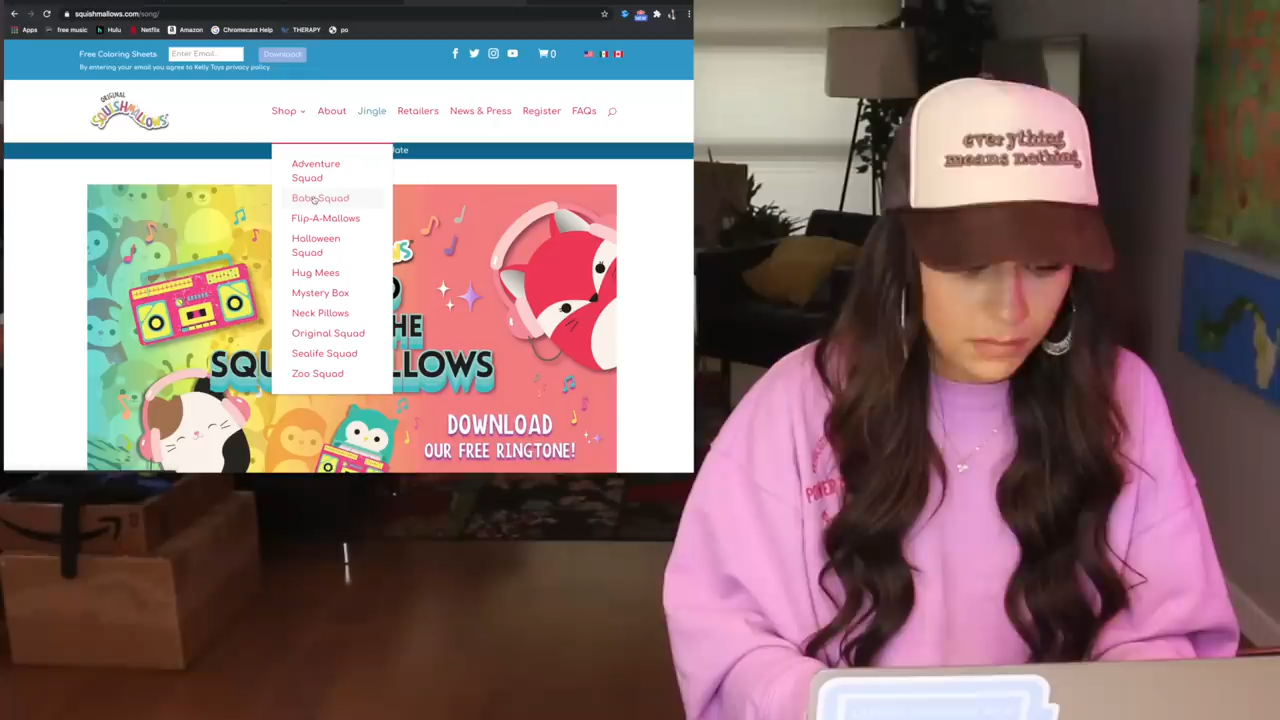 squishmallows.com/song/
Apps free music Hulu Netflix Amazon Chromecast Help THERAPY po
Free Coloring Sheets Enter Email... Download! 0
By entering your email you agree to Kelly Toys privacy policy
ORIGINAL
SQUISHMALLOWS
Shop About Jingle Retailers News & Press Register FAQs
Adventure
Squad
Baby Squad
Flip-A-Mallows
Halloween
Squad
Hug Mees
Mystery Box
Neck Pillows
Original Squad
Sealife Squad
Zoo Squad
DOWNLOAD
OUR FREE RINGTONE!
everything
means nothing